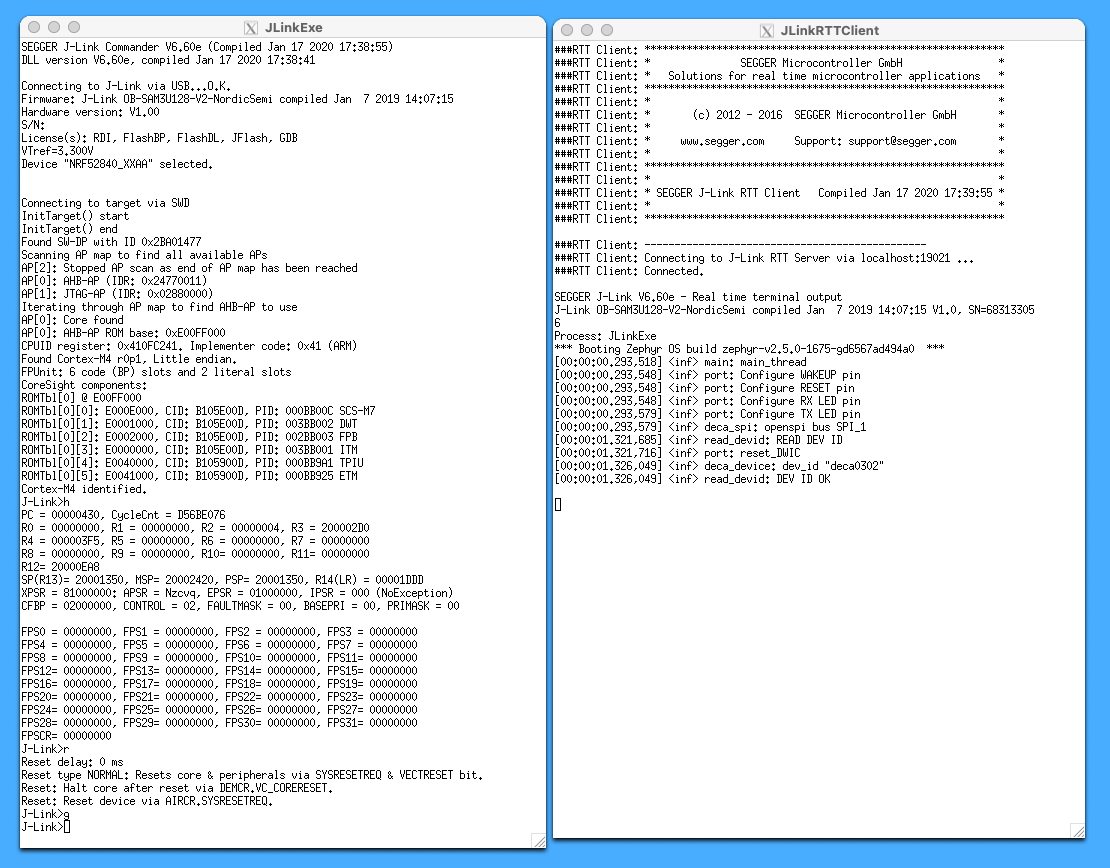 JLinkExe
SEGGER J-Link Commander V6.60e (Compiled Jan 17 2020 17:38:55)
DLL version V6.60e, compiled Jan 17 2020 17:38:41
Connecting to J-Link via USB...O.K.
Firmware: J-Link OB-SAM3U128-V2-NordicSemi compiled Jan  7 2019 14:07:15
Hardware version: V1.00
S/N:
License(s): RDI, FlashBP, FlashDL, JFlash, GDB
VTref=3.300V
Device "NRF52840_XXAA" selected.
Connecting to target via SWD
InitTarget() start
InitTarget() end
Found SW-DP with ID 0x2BA01477
Scanning AP map to find all available APs
AP[2]: Stopped AP scan as end of AP map has been reached
AP[0]: AHB-AP (IDR: 0x24770011)
AP[1]: JTAG-AP (IDR: 0x02880000)
Iterating through AP map to find AHB-AP to use
AP[0]: Core found
AP[0]: AHB-AP ROM base: 0xE00FF000
CPUID register: 0x410FC241. Implementer code: 0x41 (ARM)
Found Cortex-M4 r0p1, Little endian.
FPUnit: 6 code (BP) slots and 2 literal slots
CoreSight components:
ROMTbl[0] @ E00FF000
ROMTbl[0][0]: E000E000, CID: B105E00D, PID: 000BB00C SCS-M7
ROMTbl[0][1]: E0001000, CID: B105E00D, PID: 003BB002 DWT
ROMTbl[0][2]: E0002000, CID: B105E00D, PID: 002BB003 FPB
ROMTbl[0][3]: E0000000, CID: B105E00D, PID: 003BB001 ITM
ROMTbl[0][4]: E0040000, CID: B105900D, PID: 000BB9A1 TPIU
ROMTbl[0][5]: E0041000, CID: B105900D, PID: 000BB925 ETM
Cortex-M4 identified.
J-Link>h
PC = 00000430, CycleCnt = D56BE076
R0 = 00000000, R1 = 00000000, R2 = 00000004, R3 = 200002D0
R4 = 000003F5, R5 = 00000000, R6 = 00000000, R7 = 00000000
R8 = 00000000, R9 = 00000000, R10= 00000000, R11= 00000000
R12= 20000EA8
SP(R13)= 20001350, MSP= 20002420, PSP= 20001350, R14(LR) = 00001DDD
XPSR = 81000000: APSR = Nzcvq, EPSR = 01000000, IPSR = 000 (NoException)
CFBP = 02000000, CONTROL = 02, FAULTMASK = 00, BASEPRI = 00, PRIMASK = 00
FPS0 = 00000000, FPS1 = 00000000, FPS2 = 00000000, FPS3 = 00000000
FPS4 = 00000000, FPS5 = 00000000, FPS6 = 00000000, FPS7 = 00000000
FPS8 = 00000000, FPS9 = 00000000, FPS10= 00000000, FPS11= 00000000
FPS12= 00000000, FPS13= 00000000, FPS14= 00000000, FPS15= 00000000
FPS16= 00000000, FPS17= 00000000, FPS18= 00000000, FPS19= 00000000
FPS20= 00000000, FPS21= 00000000, FPS22= 00000000, FPS23= 00000000
FPS24= 00000000, FPS25= 00000000, FPS26= 00000000, FPS27= 00000000
FPS28= 00000000, FPS29= 00000000, FPS30= 00000000, FPS31= 00000000
FPSCR= 00000000
J-Link>r
Reset delay: 0 ms
Reset type NORMAL: Resets core & peripherals via SYSRESETREQ & VECTRESET bit.
Reset: Halt core after reset via DEMCR.VC_CORERESET.
Reset: Reset device via AIRCR.SYSRESETREQ.
J-Link>g
J-Link>
JLinkRTTClient
###RTT Client: ************************************************************
###RTT Client: *               SEGGER Microcontroller GmbH                *
###RTT Client: *   Solutions for real time microcontroller applications   *
###RTT Client: ************************************************************
###RTT Client: *                                                          *
###RTT Client: *       (c) 2012 - 2016  SEGGER Microcontroller GmbH       *
###RTT Client: *                                                          *
###RTT Client: *     www.segger.com     Support: support@segger.com       *
###RTT Client: *                                                          *
###RTT Client: ************************************************************
###RTT Client: *                                                          *
###RTT Client: * SEGGER J-Link RTT Client   Compiled Jan 17 2020 17:39:55 *
###RTT Client: *                                                          *
###RTT Client: ************************************************************
###RTT Client: -----------------------------------------------
###RTT Client: Connecting to J-Link RTT Server via localhost:19021 ...
###RTT Client: Connected.
SEGGER J-Link V6.60e - Real time terminal output
J-Link OB-SAM3U128-V2-NordicSemi compiled Jan  7 2019 14:07:15 V1.0, SN=68313305
6
Process: JLinkExe
*** Booting Zephyr OS build zephyr-v2.5.0-1675-gd6567ad494a0  ***
[00:00:00.293,518] <inf> main: main_thread
[00:00:00.293,548] <inf> port: Configure WAKEUP pin
[00:00:00.293,548] <inf> port: Configure RESET pin
[00:00:00.293,548] <inf> port: Configure RX LED pin
[00:00:00.293,579] <inf> port: Configure TX LED pin
[00:00:00.293,579] <inf> deca_spi: openspi bus SPI_1
[00:00:01.321,685] <inf> read_devid: READ DEV ID
[00:00:01.321,716] <inf> port: reset_DWIC
[00:00:01.326,049] <inf> deca_device: dev_id "deca0302"
[00:00:01.326,049] <inf> read_devid: DEV ID OK